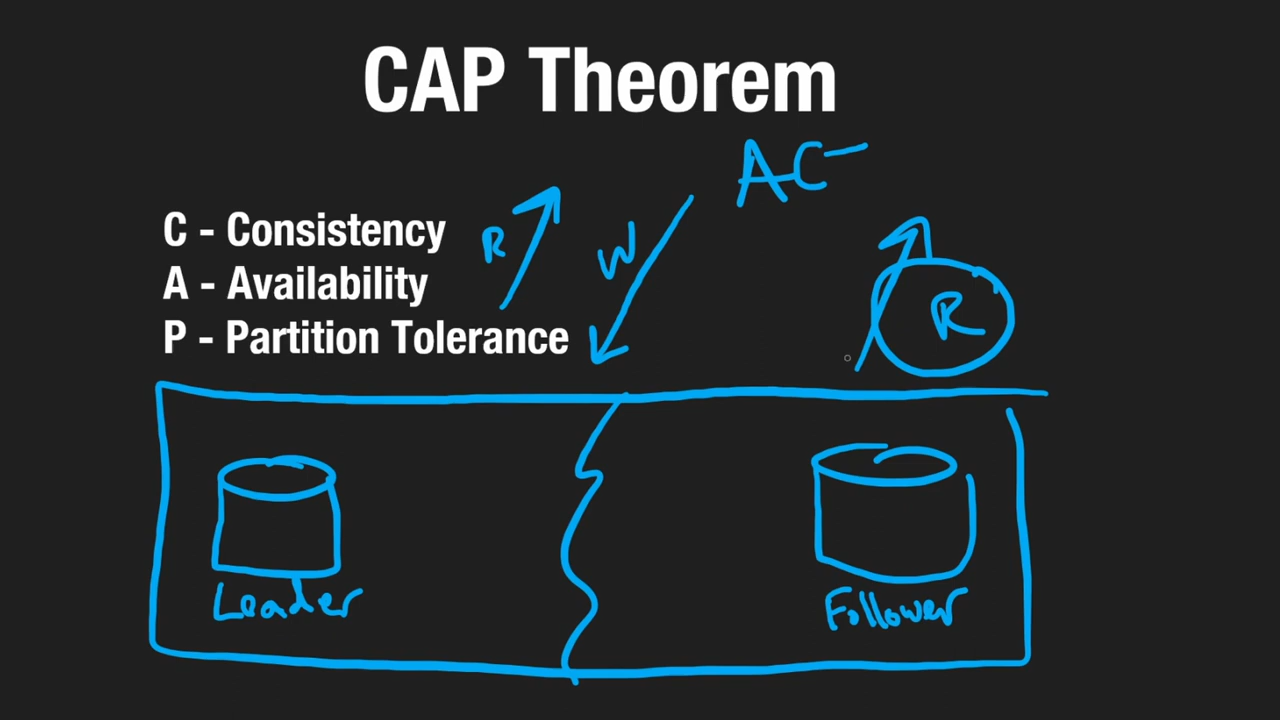 CAP Theorem
AC
C - Consistency
A - Availability
P - Partition Tolerance
R
W
R
Leader
Follower